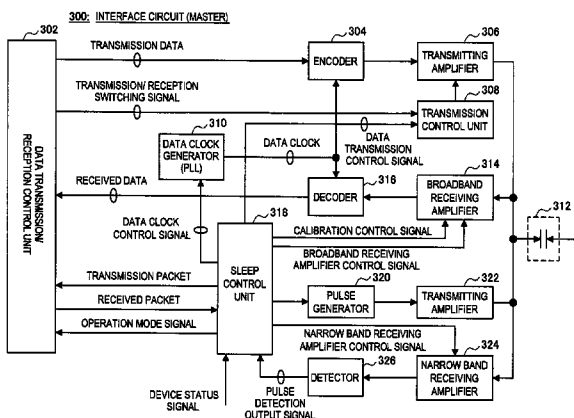 300: INTERFACE CIRCUIT (MASTER)
302
304
306
TRANSMISSION DATA
ENCODER
TRANSMITTING
AMPLIFIER
TRANSMISSION/ RECEPTION
SWITCHING SIGNAL
308
310
TRANSMISSION
CONTROL UNIT
DATA CLOCK
GENERATOR
(PLL)
DATA CLOCK
DATA
TRANSMISSION
CONTROL SIGNAL
314
DATA TRANSMISSION/
RECEPTION CONTROL UNIT
RECEIVED DATA
DECODER
316
BROADBAND
RECEIVING
AMPLIFIER
312
318
DATA CLOCK
CONTROL SIGNAL
CALIBRATION CONTROL SIGNAL
BROADBAND RECEIVING
AMPLIFIER CONTROL SIGNAL
TRANSMISSION PACKET
SLEEP
CONTROL
UNIT
320
322
RECEIVED PACKET
PULSE
GENERATOR
TRANSMITTING
AMPLIFIER
OPERATION MODE SIGNAL
NARROW BAND RECEIVING
AMPLIFIER CONTROL SIGNAL
324
326
DETECTOR
NARROW BAND
RECEIVING
AMPLIFIER
DEVICE STATUS
SIGNAL
PULSE
DETECTION
OUTPUT SIGNAL